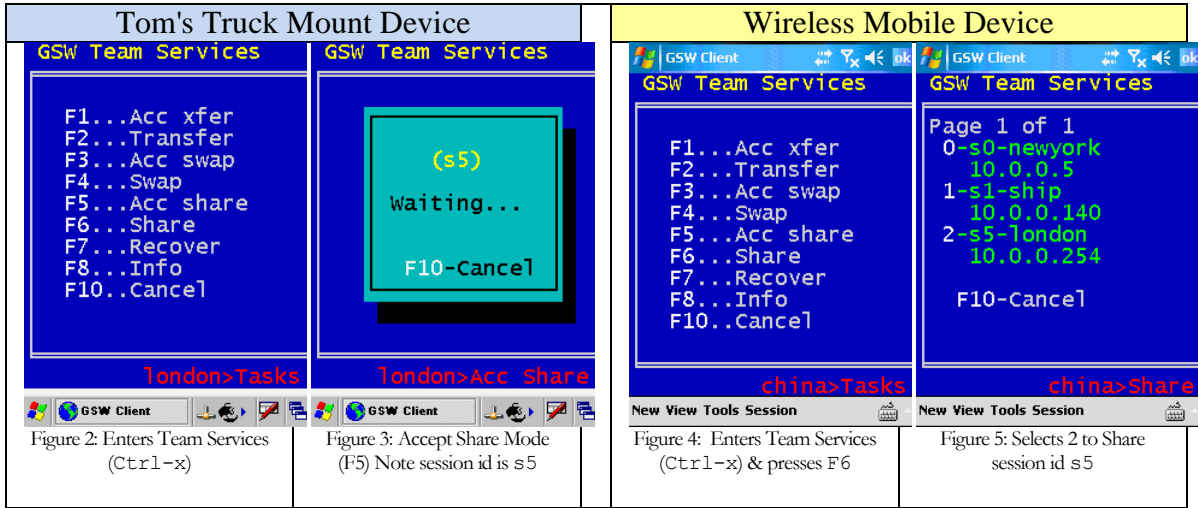 Tom's Truck Mount Device
GSW Team Services
F1...Acc xfer
F2...Transfer
F3...Acc swap
F4...Swap
F5...Acc share
F6...Share
F7...Recover
F8...Info
F10..Cancel
london>Tasks
GSW Client
Figure 2: Enters Team Services
(Ctrl-x)
GSW Team Services
(s5)
Waiting...
F10-Cancel
london>Acc Share
GSW Client
Figure 3: Accept Share Mode
(F5) Note session id is s5
Wireless Mobile Device
GSW Client
ok
GSW Team Services
F1...Acc xfer
F2...Transfer
F3...Acc swap
F4...Swap
F5...Acc share
F6...Share
F7...Recover
F8...Info
F10..Cancel
china>Tasks
New View Tools Session
Figure 4: Enters Team Services
(Ctrl-x) & presses F6
GSW Client
ok
GSW Team Services
Page 1 of 1
0-s0-newyork
10.0.0.5
1-s1-ship
10.0.0.140
2-s5-london
10.0.0.254
F10-Cancel
china>Share
New View Tools Session
Figure 5: Selects 2 to Share
session id s5